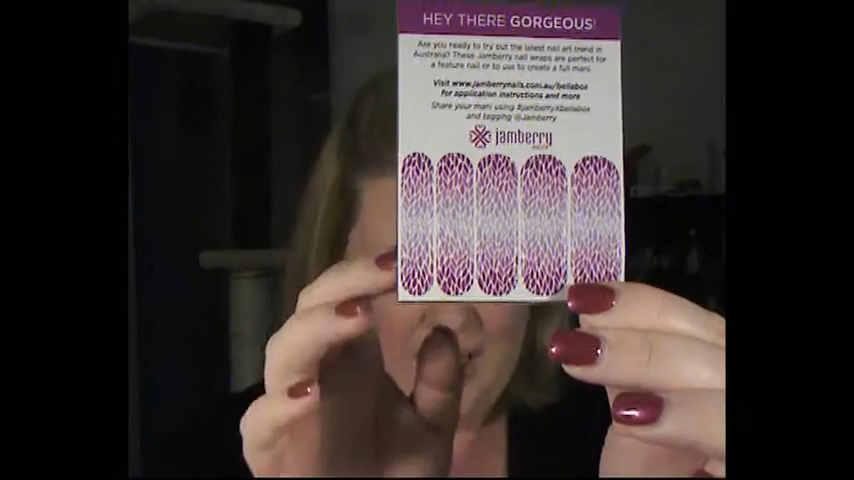 HEY THERE GORGEOUS!
Are you ready to try out the latest nail art trend in
Australia? These Jamberry nail wraps are perfect for
a feature nail or to use to create a full mani.
Visit www.jamberrynails.com.au/bellabox
for application instructions and more
Share your mani using #jamberryXbellabox
and tagging @Jamberry
jamberry